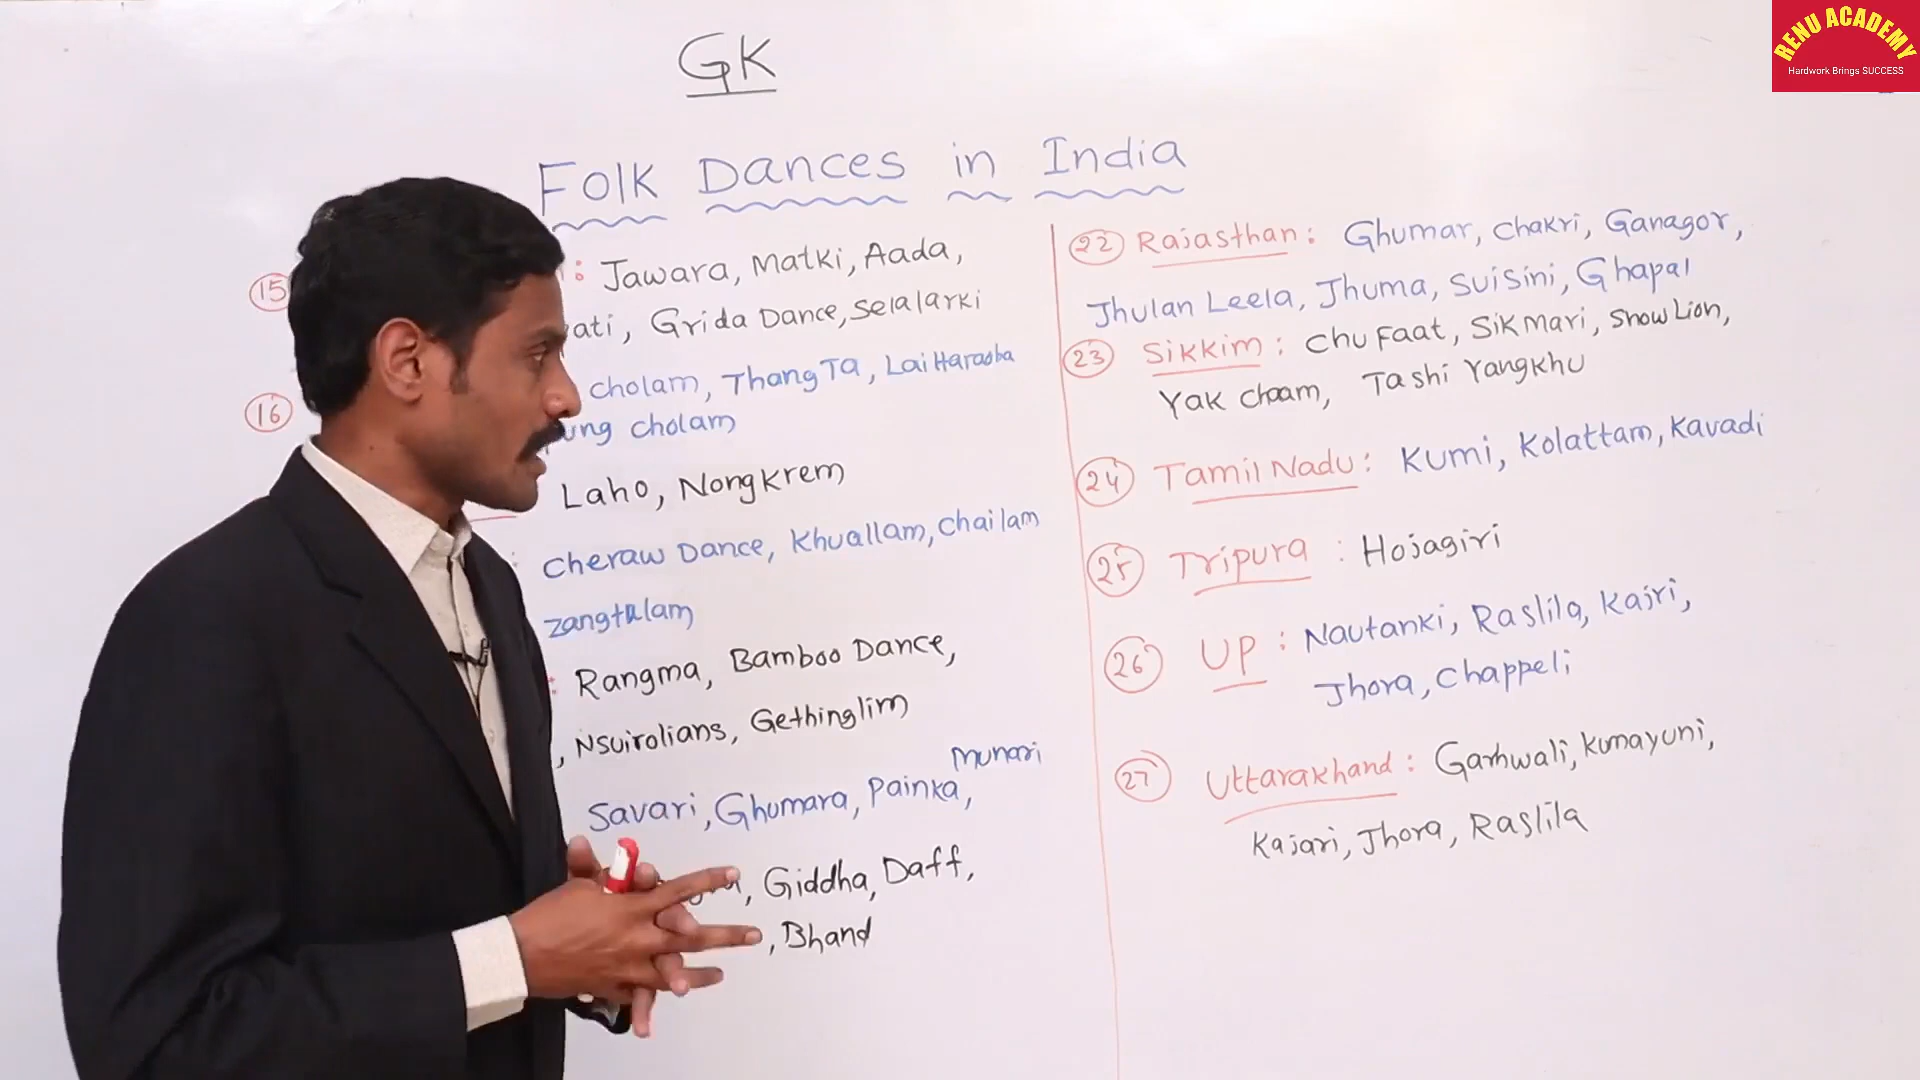 RENU ACADEMY
Hardwork Brings SUCCESS
GK
Folk Dances in India
15 : Jawara, Matki, Aada,
ati, Grida Dance, Selalarki
16 cholam, Thang Ta, Lai Haraoba
ung cholam
Laho, Nongkrem
: Cheraw Dance, Khuallam, Chailam
Zangtalam
: Rangma, Bamboo Dance,
, Nsuirolians, Gethinglim
Munari
Savari, Ghumara, Painka,
, Giddha, Daff,
, Bhand
22 Rajasthan : Ghumar, Chakri, Ganagor,
Jhulan Leela, Jhuma, Suisini, Ghapal
23 Sikkim : Chu Faat, Sikmari, Snow Lion,
Yak Chaam, Tashi Yangkhu
24 Tamil Nadu : Kumi, Kolattam, Kavadi
25 Tripura : Hojagiri
26 UP : Nautanki, Raslila, Kajri,
Jhora, Chappeli
27 Uttarakhand : Garhwali, Kumayuni,
Kajari, Jhora, Raslila